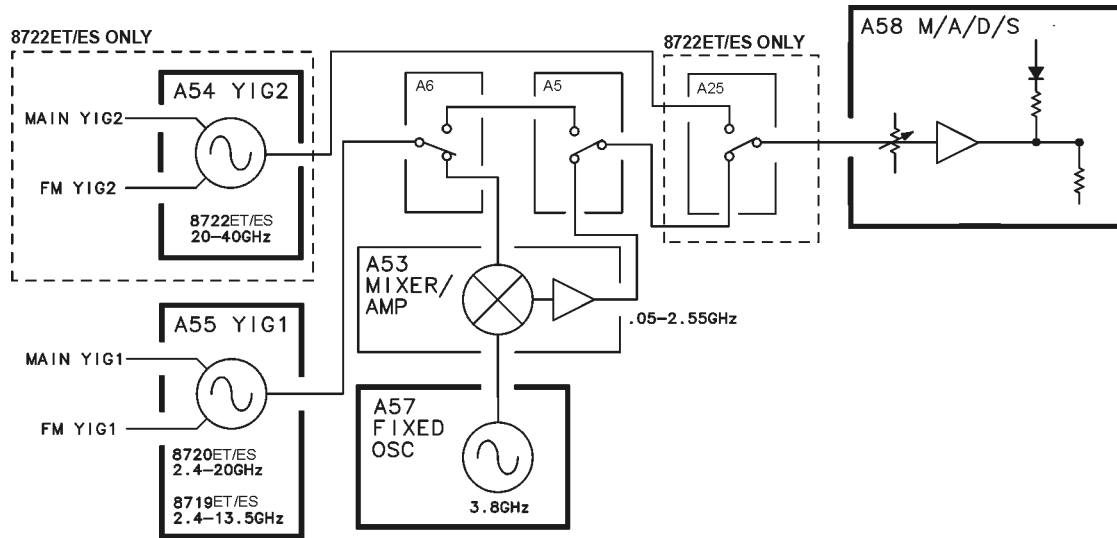 8722ET/ES ONLY
A54 YIG2
MAIN YIG2
FM YIG2
8722ET/ES
20-40GHz
A6
A5
8722ET/ES ONLY
A25
A58 M/A/D/S
A53
MIXER/
AMP
.05-2.55GHz
A55 YIG1
MAIN YIG1
FM YIG1
8720ET/ES
2.4-20GHz
8719ET/ES
2.4-13.5GHz
A57
FIXED
OSC
3.8GHz